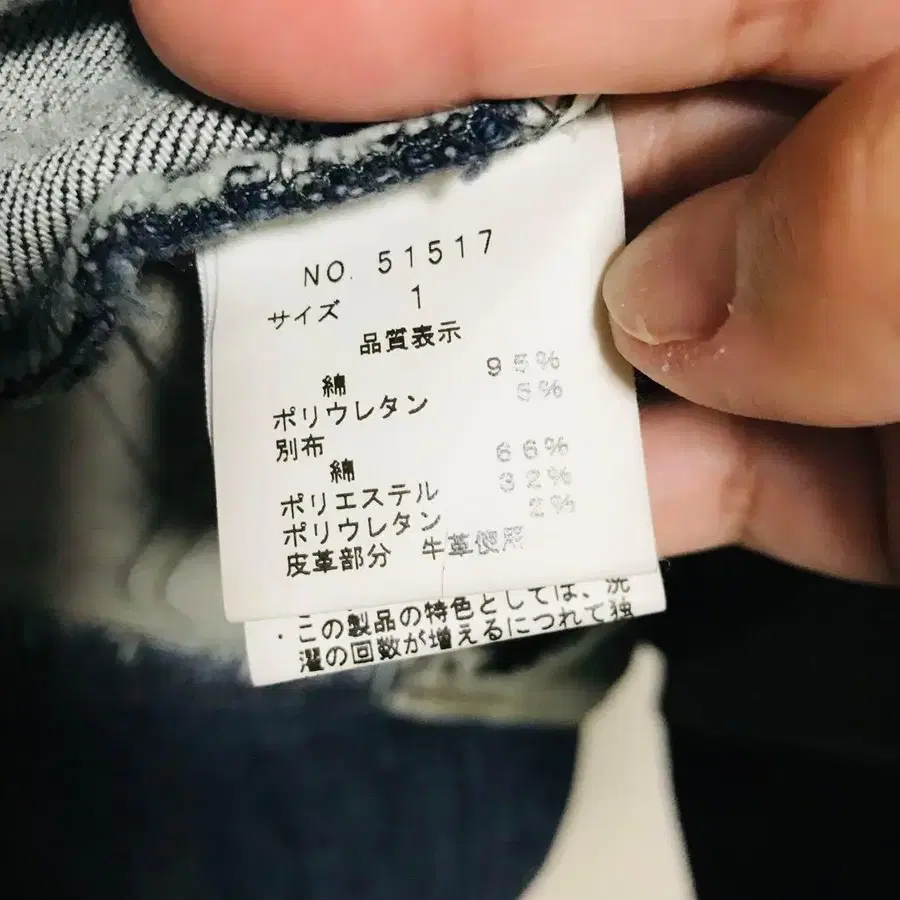 NO. 51517
サイズ 1
品質表示
綿 95%
ポリウレタン 5%
別布
綿 66%
ポリエステル 32%
ポリウレタン 2%
皮革部分 牛革使用
・この製品の特色としては、洗
濯の回数が増えるにつれて独